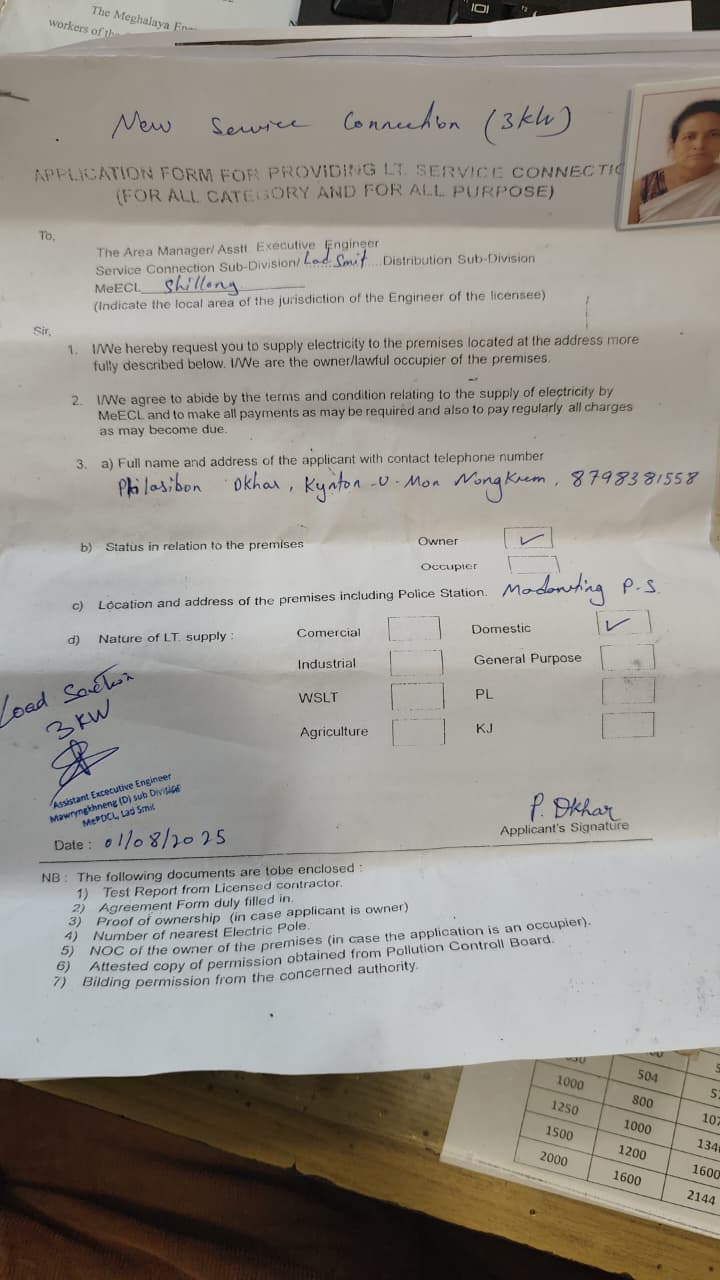 The Meghalaya
workers of the
New Service Connection (3kW)
APPLICATION FORM FOR PROVIDING LT. SERVICE CONNECTIO
(FOR ALL CATEGORY AND FOR ALL PURPOSE)
To,
The Area Manager/ Asstt. Executive Engineer
Service Connection Sub-Division/ Lad Smit Distribution Sub-Division
MeECL Shillong
(Indicate the local area of the jurisdiction of the Engineer of the licensee)
Sir,
1. I/We hereby request you to supply electricity to the premises located at the address more
fully described below. I/We are the owner/lawful occupier of the premises.
2. I/We agree to abide by the terms and condition relating to the supply of electricity by
MeECL and to make all payments as may be required and also to pay regularly all charges
as may become due.
3. a) Full name and address of the applicant with contact telephone number
Philasibon Dkhar, Kynton-U-Mon Nongkrem, 8798381558
b) Status in relation to the premises Owner ✓
Occupier
c) Location and address of the premises including Police Station. Madanrting P.S.
d) Nature of LT. supply : Comercial Domestic ✓
Industrial General Purpose
WSLT PL
Agriculture KJ
Load Saction
3KW
Assistant Excecutive Engineer
Mawryngkhneng (D) sub Division
MePDCL, Lad Smit
Date : 01/08/2025
P. Dkhar
Applicant's Signature
NB : The following documents are tobe enclosed :
1) Test Report from Licensed contractor.
2) Agreement Form duly filled in.
3) Proof of ownership (in case applicant is owner)
4) Number of nearest Electric Pole.
5) NOC of the owner of the premises (in case the application is an occupier).
6) Attested copy of permission obtained from Pollution Controll Board.
7) Bilding permission from the concerned authority.
1000 504
1250 800 107
1500 1000 134
2000 1200 1600
1600 2144